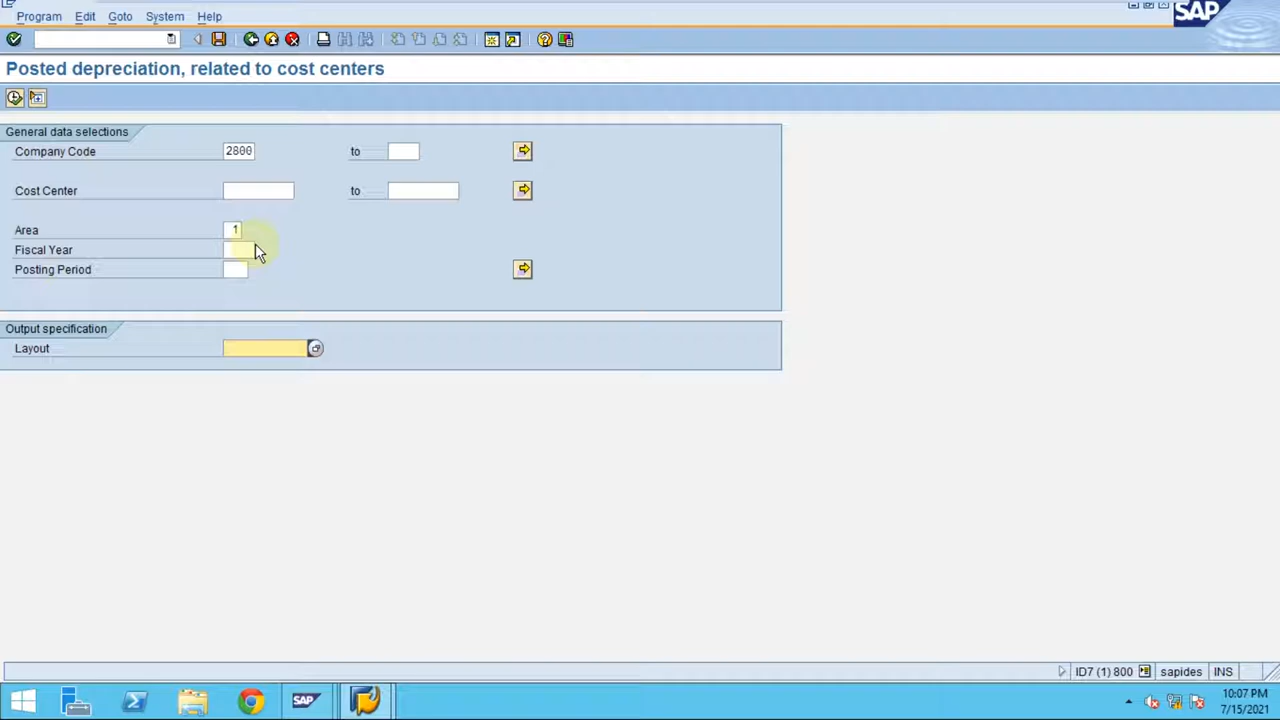 Program Edit Goto System Help
SAP
Posted depreciation, related to cost centers
General data selections
Company Code 2800 to
Cost Center to
Area 1
Fiscal Year
Posting Period
Output specification
Layout
ID7 (1) 800 sapides INS
SAP
10:07 PM
7/15/2021